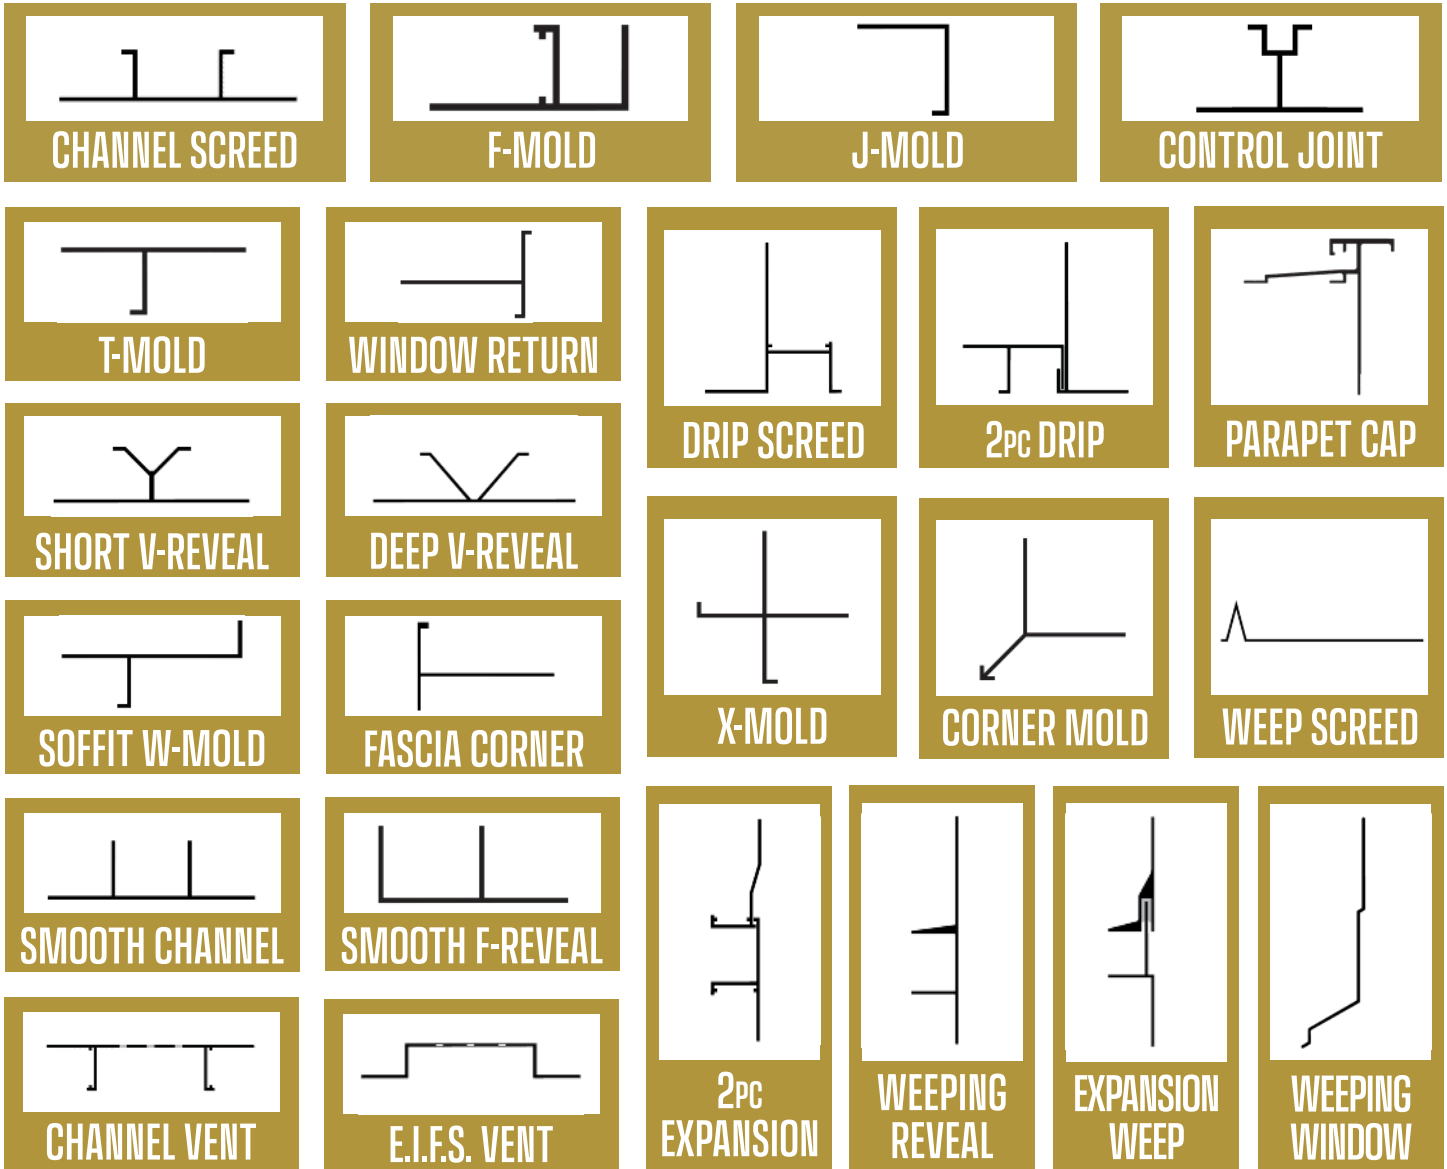 CHANNEL SCREED
F-MOLD
J-MOLD
CONTROL JOINT
T-MOLD
WINDOW RETURN
DRIP SCREED
2PC DRIP
PARAPET CAP
SHORT V-REVEAL
DEEP V-REVEAL
SOFFIT W-MOLD
FASCIA CORNER
X-MOLD
CORNER MOLD
WEEP SCREED
SMOOTH CHANNEL
SMOOTH F-REVEAL
CHANNEL VENT
E.I.F.S. VENT
2PC
EXPANSION
WEEPING
REVEAL
EXPANSION
WEEP
WEEPING
WINDOW